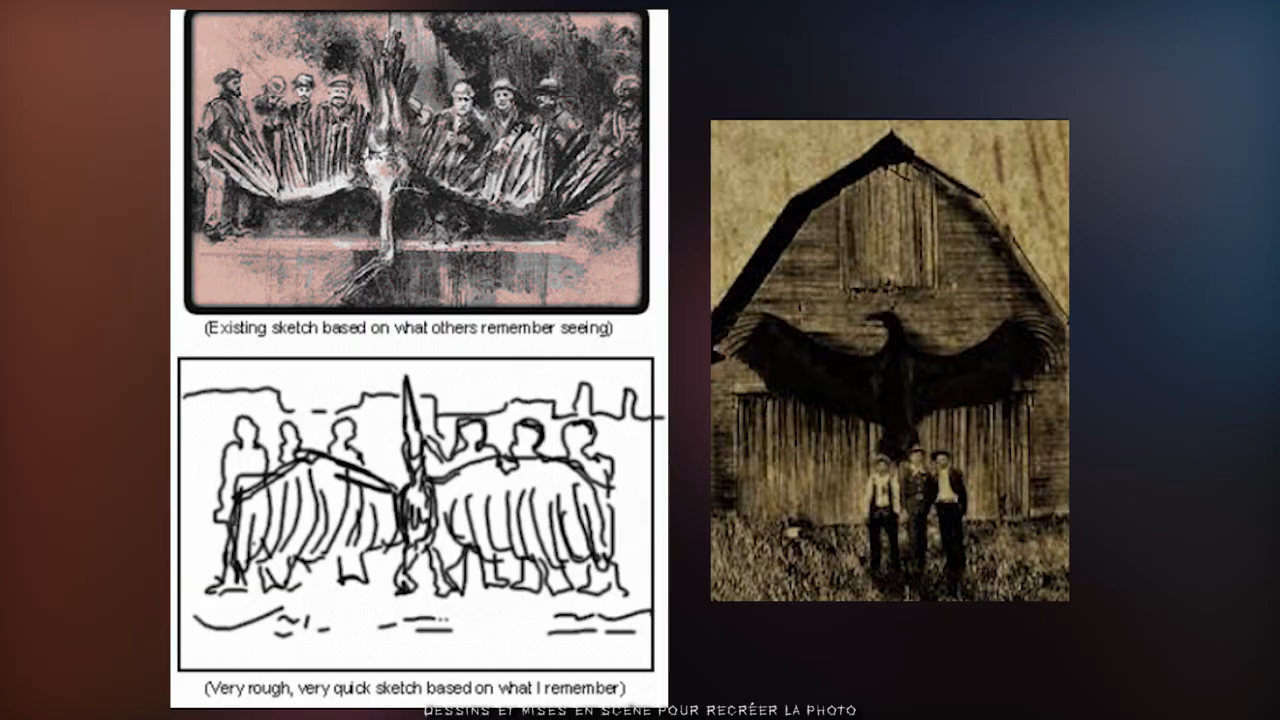 (Existing sketch based on what others remember seeing)
(Very rough, very quick sketch based on what I remember)
DESSINS ET MISES EN SCÈNE POUR RECRÉER LA PHOTO